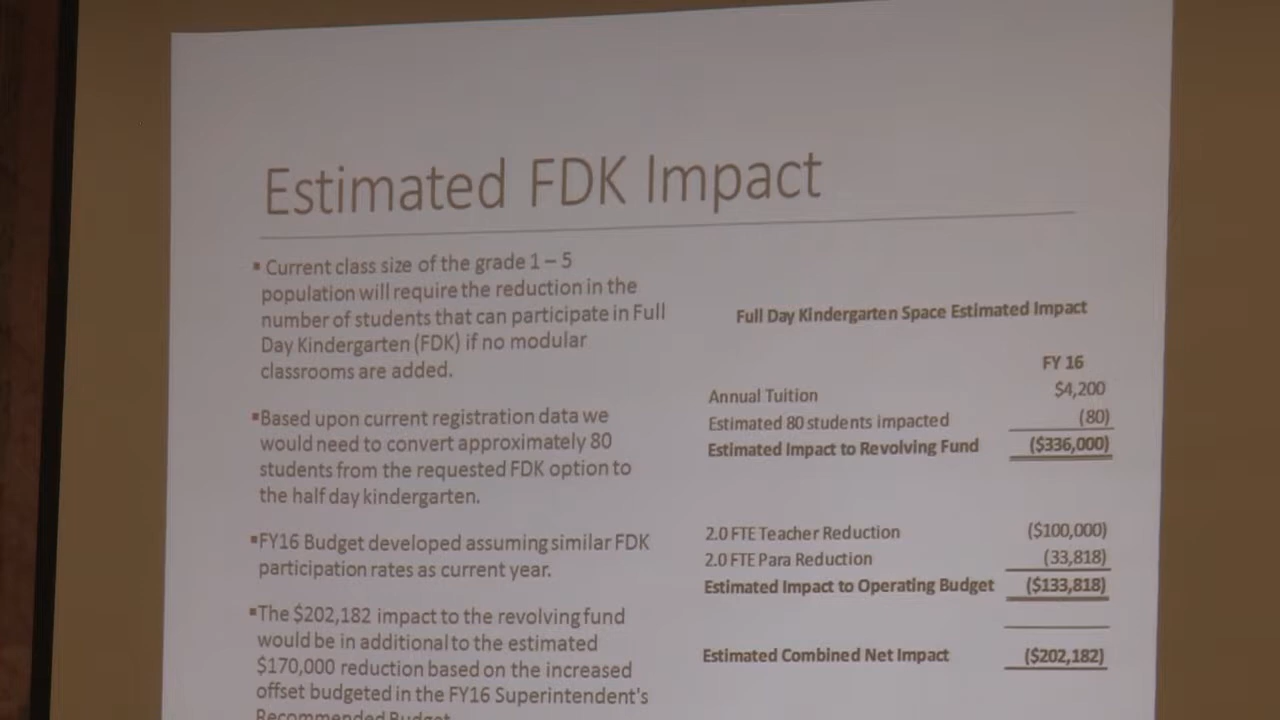 Estimated FDK Impact
▪ Current class size of the grade 1 – 5
population will require the reduction in the
number of students that can participate in Full
Day Kindergarten (FDK) if no modular
classrooms are added.
▪Based upon current registration data we
would need to convert approximately 80
students from the requested FDK option to
the half day kindergarten.
▪FY16 Budget developed assuming similar FDK
participation rates as current year.
▪The $202,182 impact to the revolving fund
would be in additional to the estimated
$170,000 reduction based on the increased
offset budgeted in the FY16 Superintendent's
Recommended Budget
Full Day Kindergarten Space Estimated Impact
FY 16
Annual Tuition $4,200
Estimated 80 students impacted (80)
Estimated Impact to Revolving Fund ($336,000)
2.0 FTE Teacher Reduction ($100,000)
2.0 FTE Para Reduction (33,818)
Estimated Impact to Operating Budget ($133,818)
Estimated Combined Net Impact ($202,182)